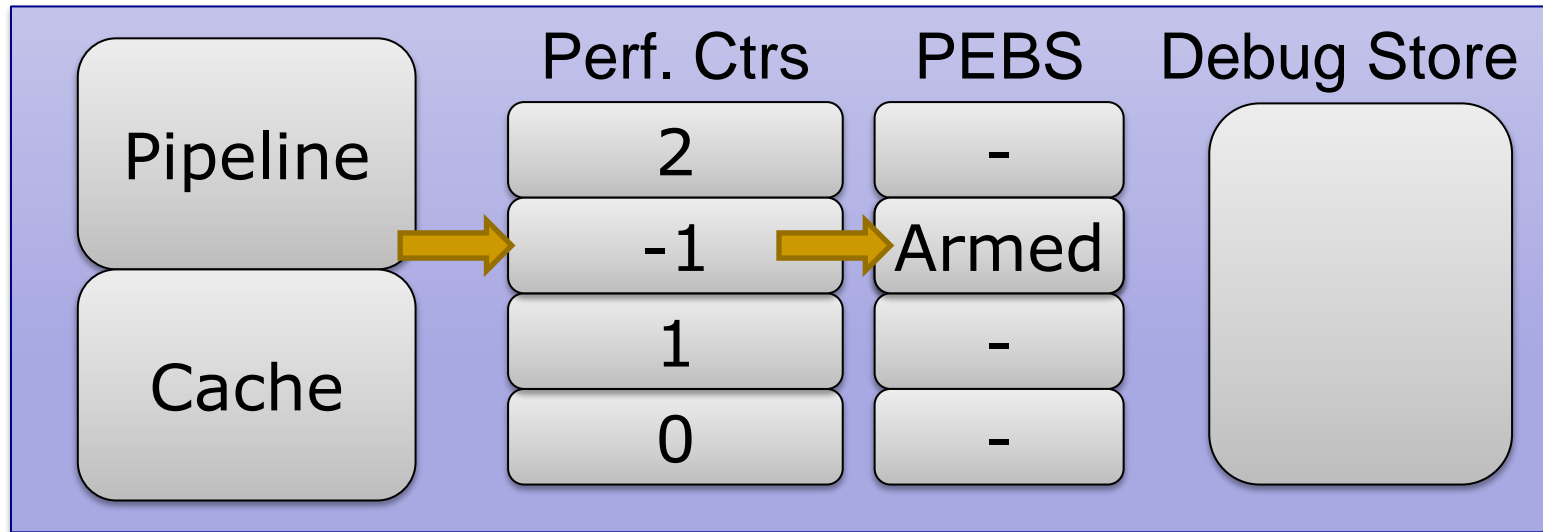 Perf. Ctrs PEBS Debug Store
Pipeline
Cache
2 -
-1 Armed
1 -
0 -